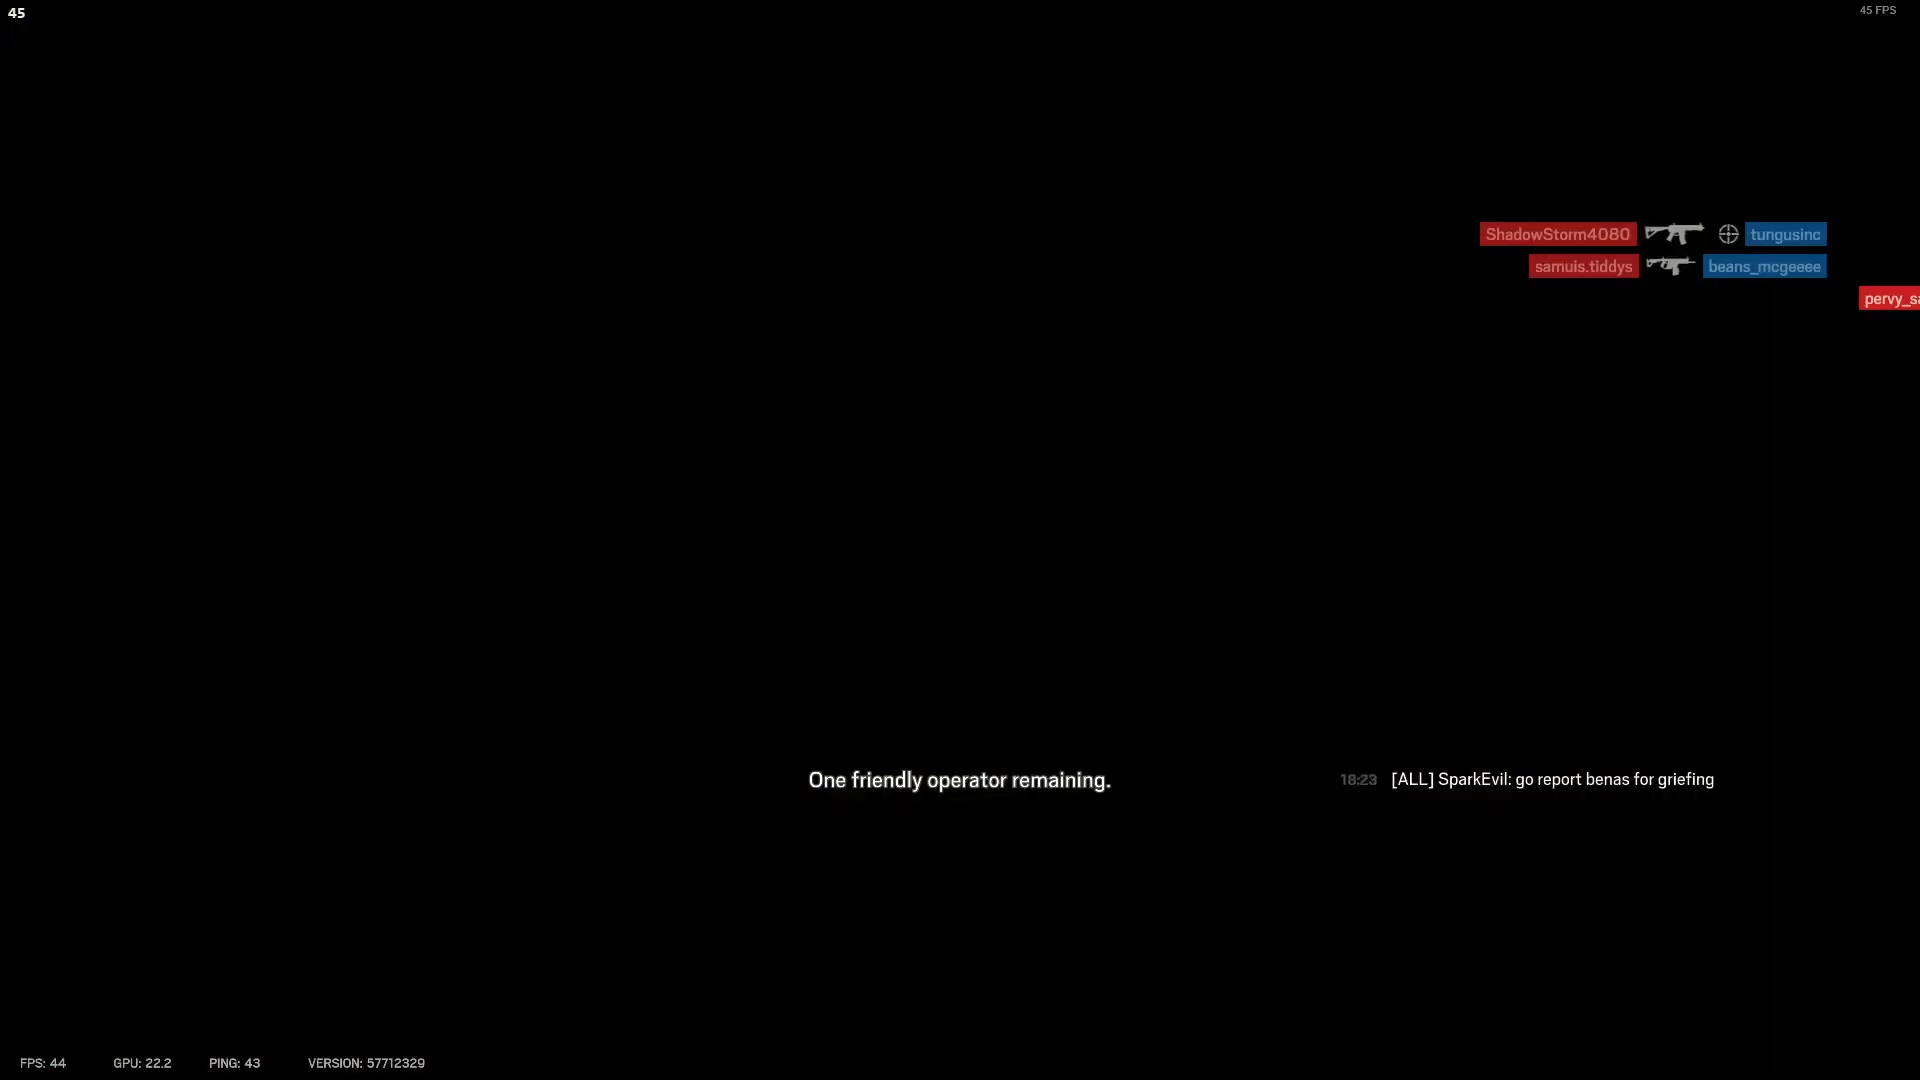 45
45 FPS
ShadowStorm4080 tungusinc
samuis.tiddys beans_mcgeeee
pervy_sa
One friendly operator remaining.
18:23 [ALL] SparkEvil: go report benas for griefing
FPS: 44 GPU: 22.2 PING: 43 VERSION: 57712329